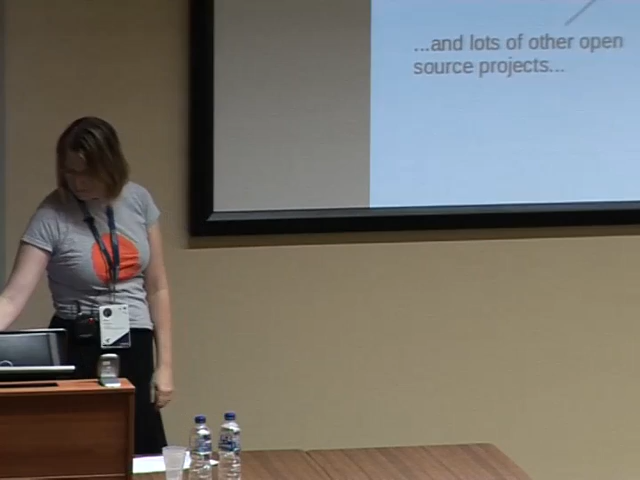 ...and lots of other open
source projects...